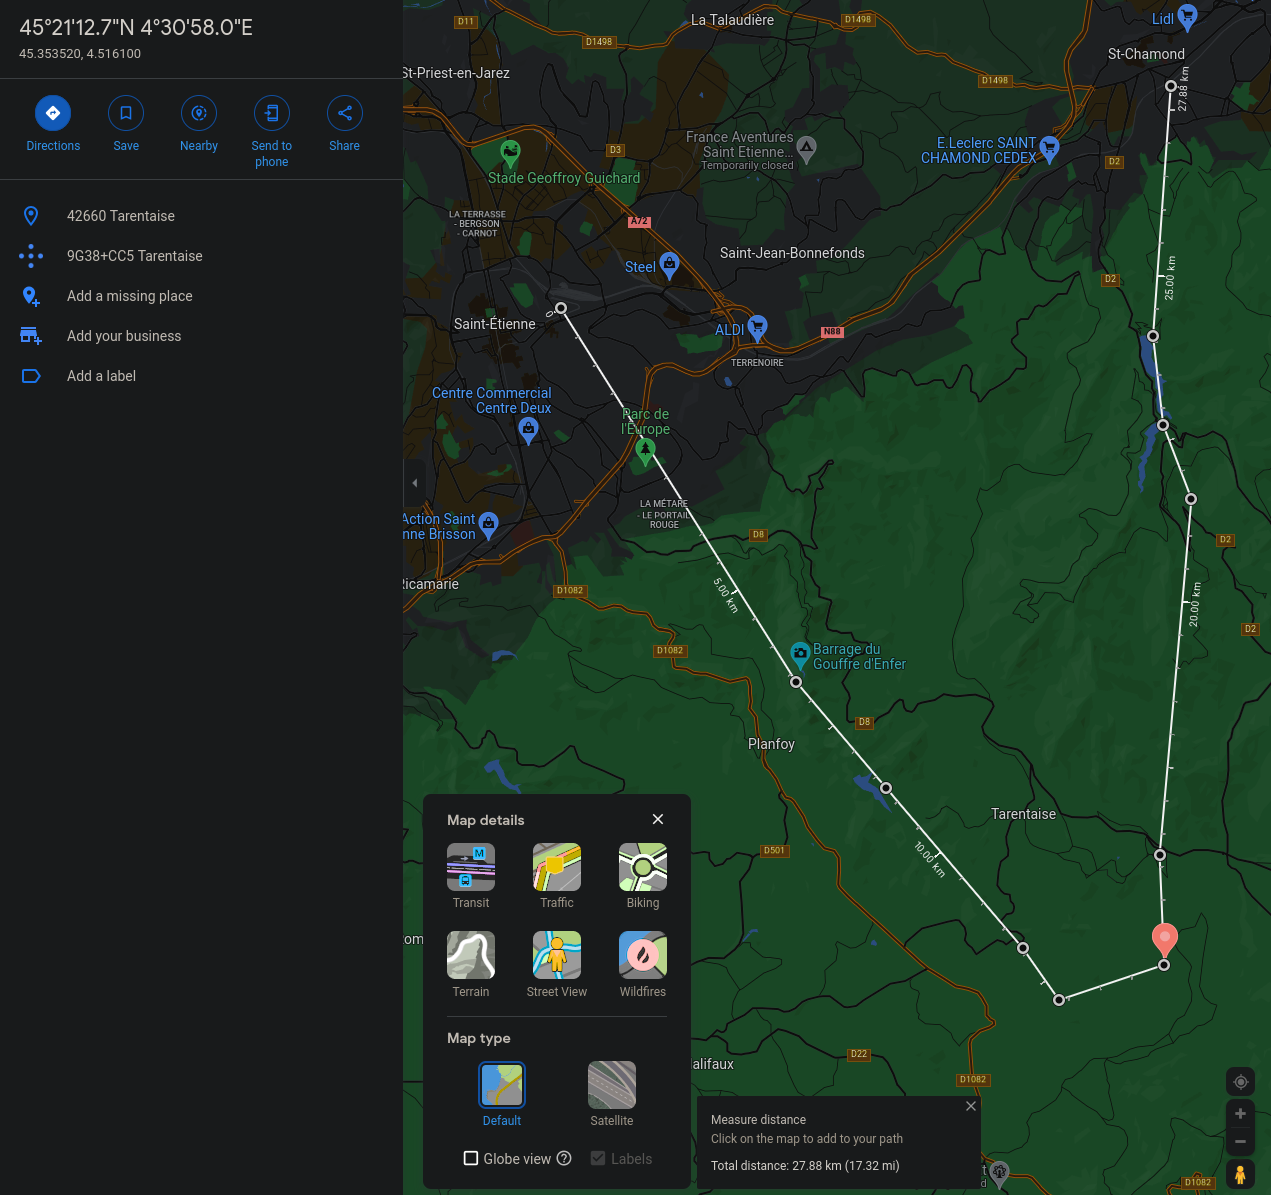 45°21'12.7"N 4°30'58.0"E
45.353520, 4.516100
Directions
Save
Nearby
Send to
phone
Share
42660 Tarentaise
9G38+CC5 Tarentaise
Add a missing place
Add your business
Add a label
D11
La Talaudière
D1498
Lidl
D1498
St-Chamond
St-Priest-en-Jarez
D1498
27.88 km
France Aventures
Saint Etienne...
Temporarily closed
E.Leclerc SAINT
CHAMOND CEDEX
D3
D2
Stade Geoffroy Guichard
LA TERRASSE
- BERGSON
- CARNOT
A72
Saint-Jean-Bonnefonds
Steel
25.00 km
D2
0
Saint-Étienne
ALDI
N88
TERRENOIRE
Centre Commercial
Centre Deux
Parc de
l'Europe
LA MÉTARE
- LE PORTAIL
ROUGE
Action Saint
nne Brisson
D8
D2
Ricamarie
D1082
5.00 km
20.00 km
D2
D1082
Barrage du
Gouffre d'Enfer
D8
Planfoy
Tarentaise
D501
10.00 km
om
Map details
Transit
Traffic
Biking
Terrain
Street View
Wildfires
Map type
Default
Satellite
Globe view
Labels
alifaux
D22
D1082
Measure distance
Click on the map to add to your path
Total distance: 27.88 km (17.32 mi)
t
d
D1082